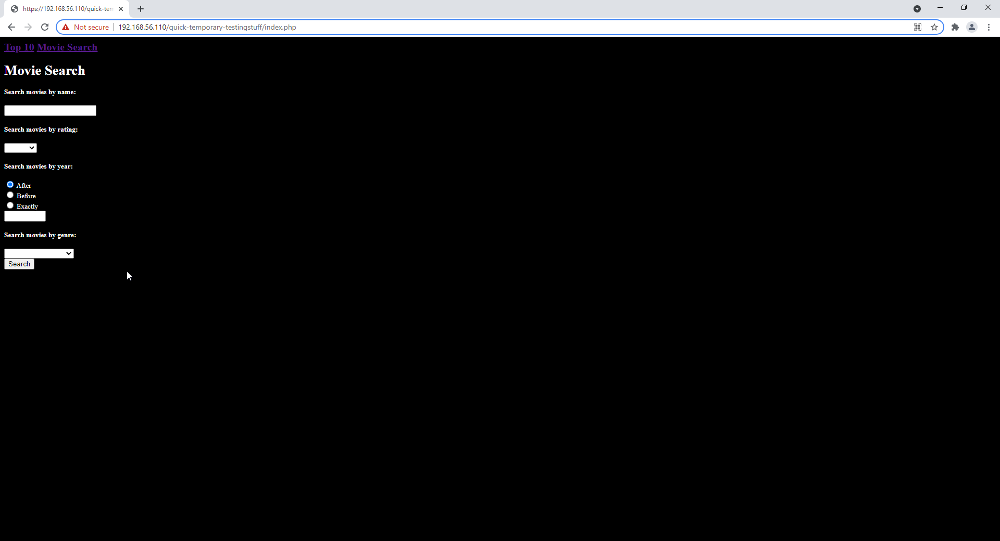 https://192.168.56.110/quick-tem
Not secure 192.168.56.110/quick-temporary-testingstuff/index.php
Top 10 Movie Search
Movie Search
Search movies by name:
Search movies by rating:
Search movies by year:
After
Before
Exactly
Search movies by genre:
Search